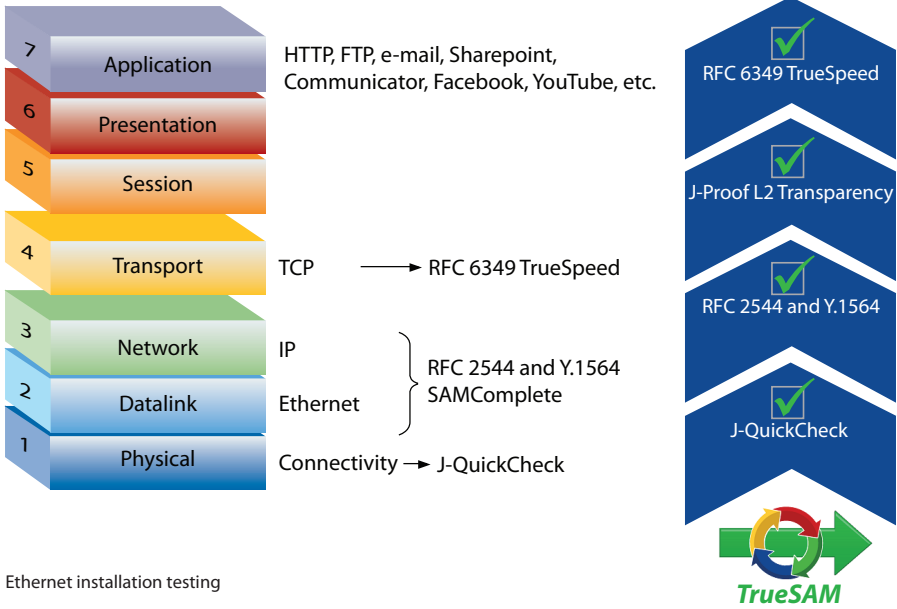 7
Application
HTTP, FTP, e-mail, Sharepoint,
Communicator, Facebook, YouTube, etc.
6
Presentation
5
Session
4
Transport
TCP
RFC 6349 TrueSpeed
3
Network
IP
2
Datalink
Ethernet
RFC 2544 and Y.1564
SAMComplete
1
Physical
Connectivity
J-QuickCheck
RFC 6349 TrueSpeed
J-Proof L2 Transparency
RFC 2544 and Y.1564
J-QuickCheck
TrueSAM
Ethernet installation testing